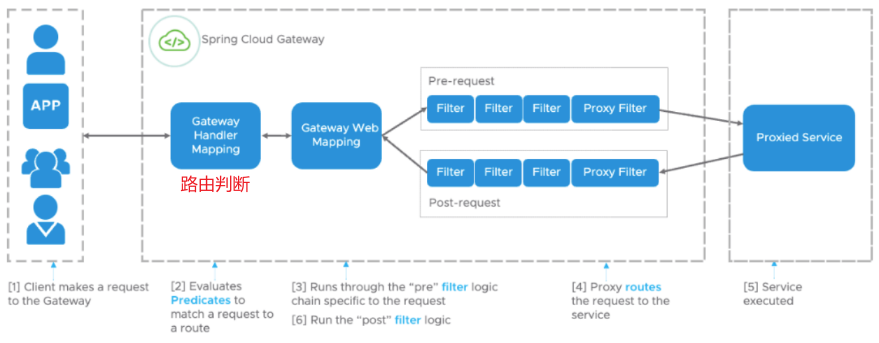 Spring Cloud Gateway
APP
Gateway
Handler
Mapping
路由判断
Gateway Web
Mapping
Pre-request
Filter
Filter
Filter
Proxy Filter
Filter
Filter
Filter
Proxy Filter
Post-request
Proxied Service
[1] Client makes a request
to the Gateway
[2] Evaluates
Predicates to
match a request to
a route
[3] Runs through the “pre” filter logic
chain specific to the request
[6] Run the “post” filter logic
[4] Proxy routes
the request to the
service
[5] Service
executed